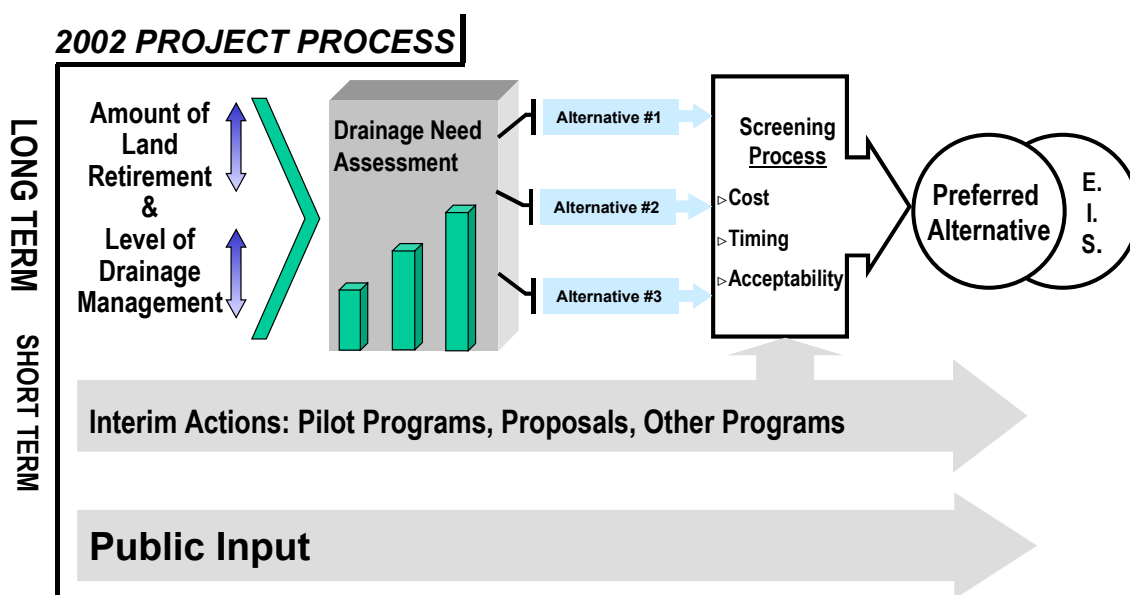 2002 PROJECT PROCESS
LONG TERM
SHORT TERM
Amount of
Land
Retirement
&
Level of
Drainage
Management
Drainage Need
Assessment
Alternative #1
Alternative #2
Alternative #3
Screening
Process
▷Cost
▷Timing
▷Acceptability
Preferred
Alternative
E.
I.
S.
Interim Actions: Pilot Programs, Proposals, Other Programs
Public Input